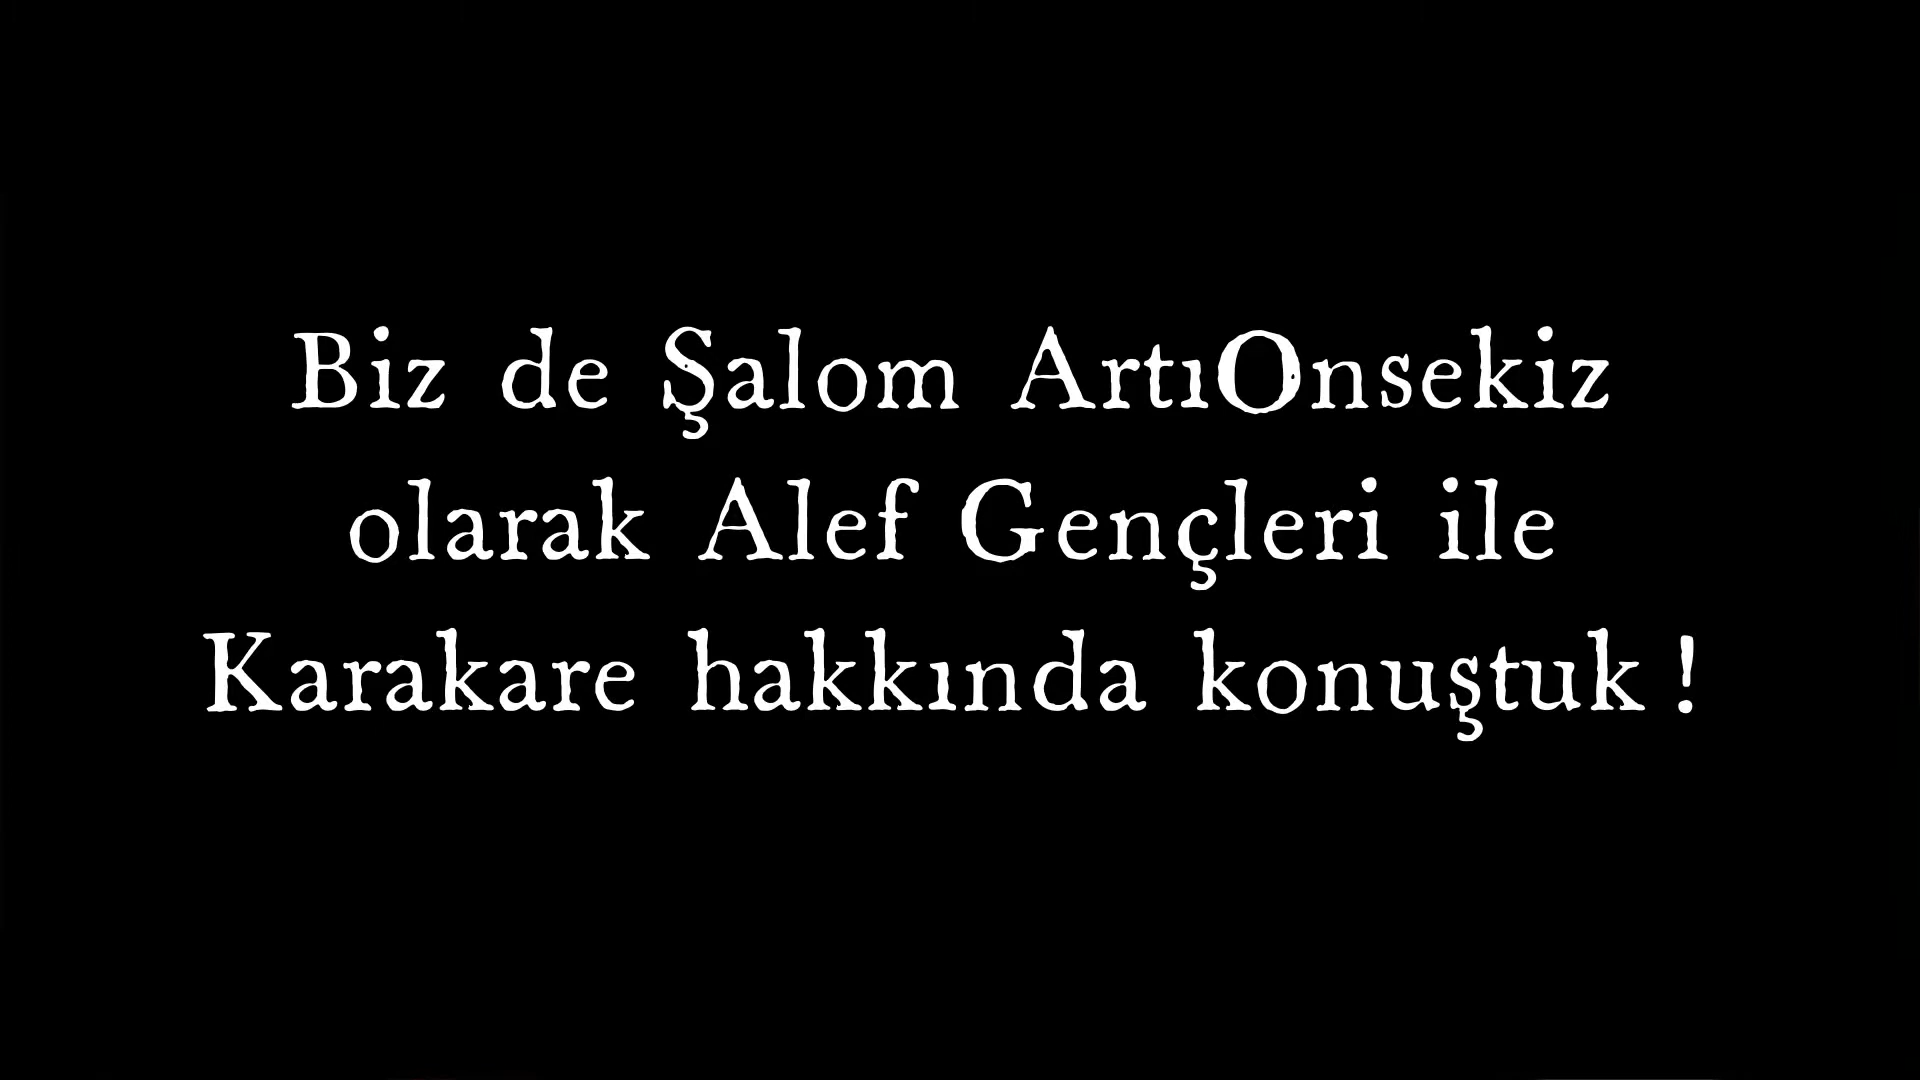 Biz de Şalom ArtıOnsekiz
olarak Alef Gençleri ile
Karakare hakkında konuştuk !